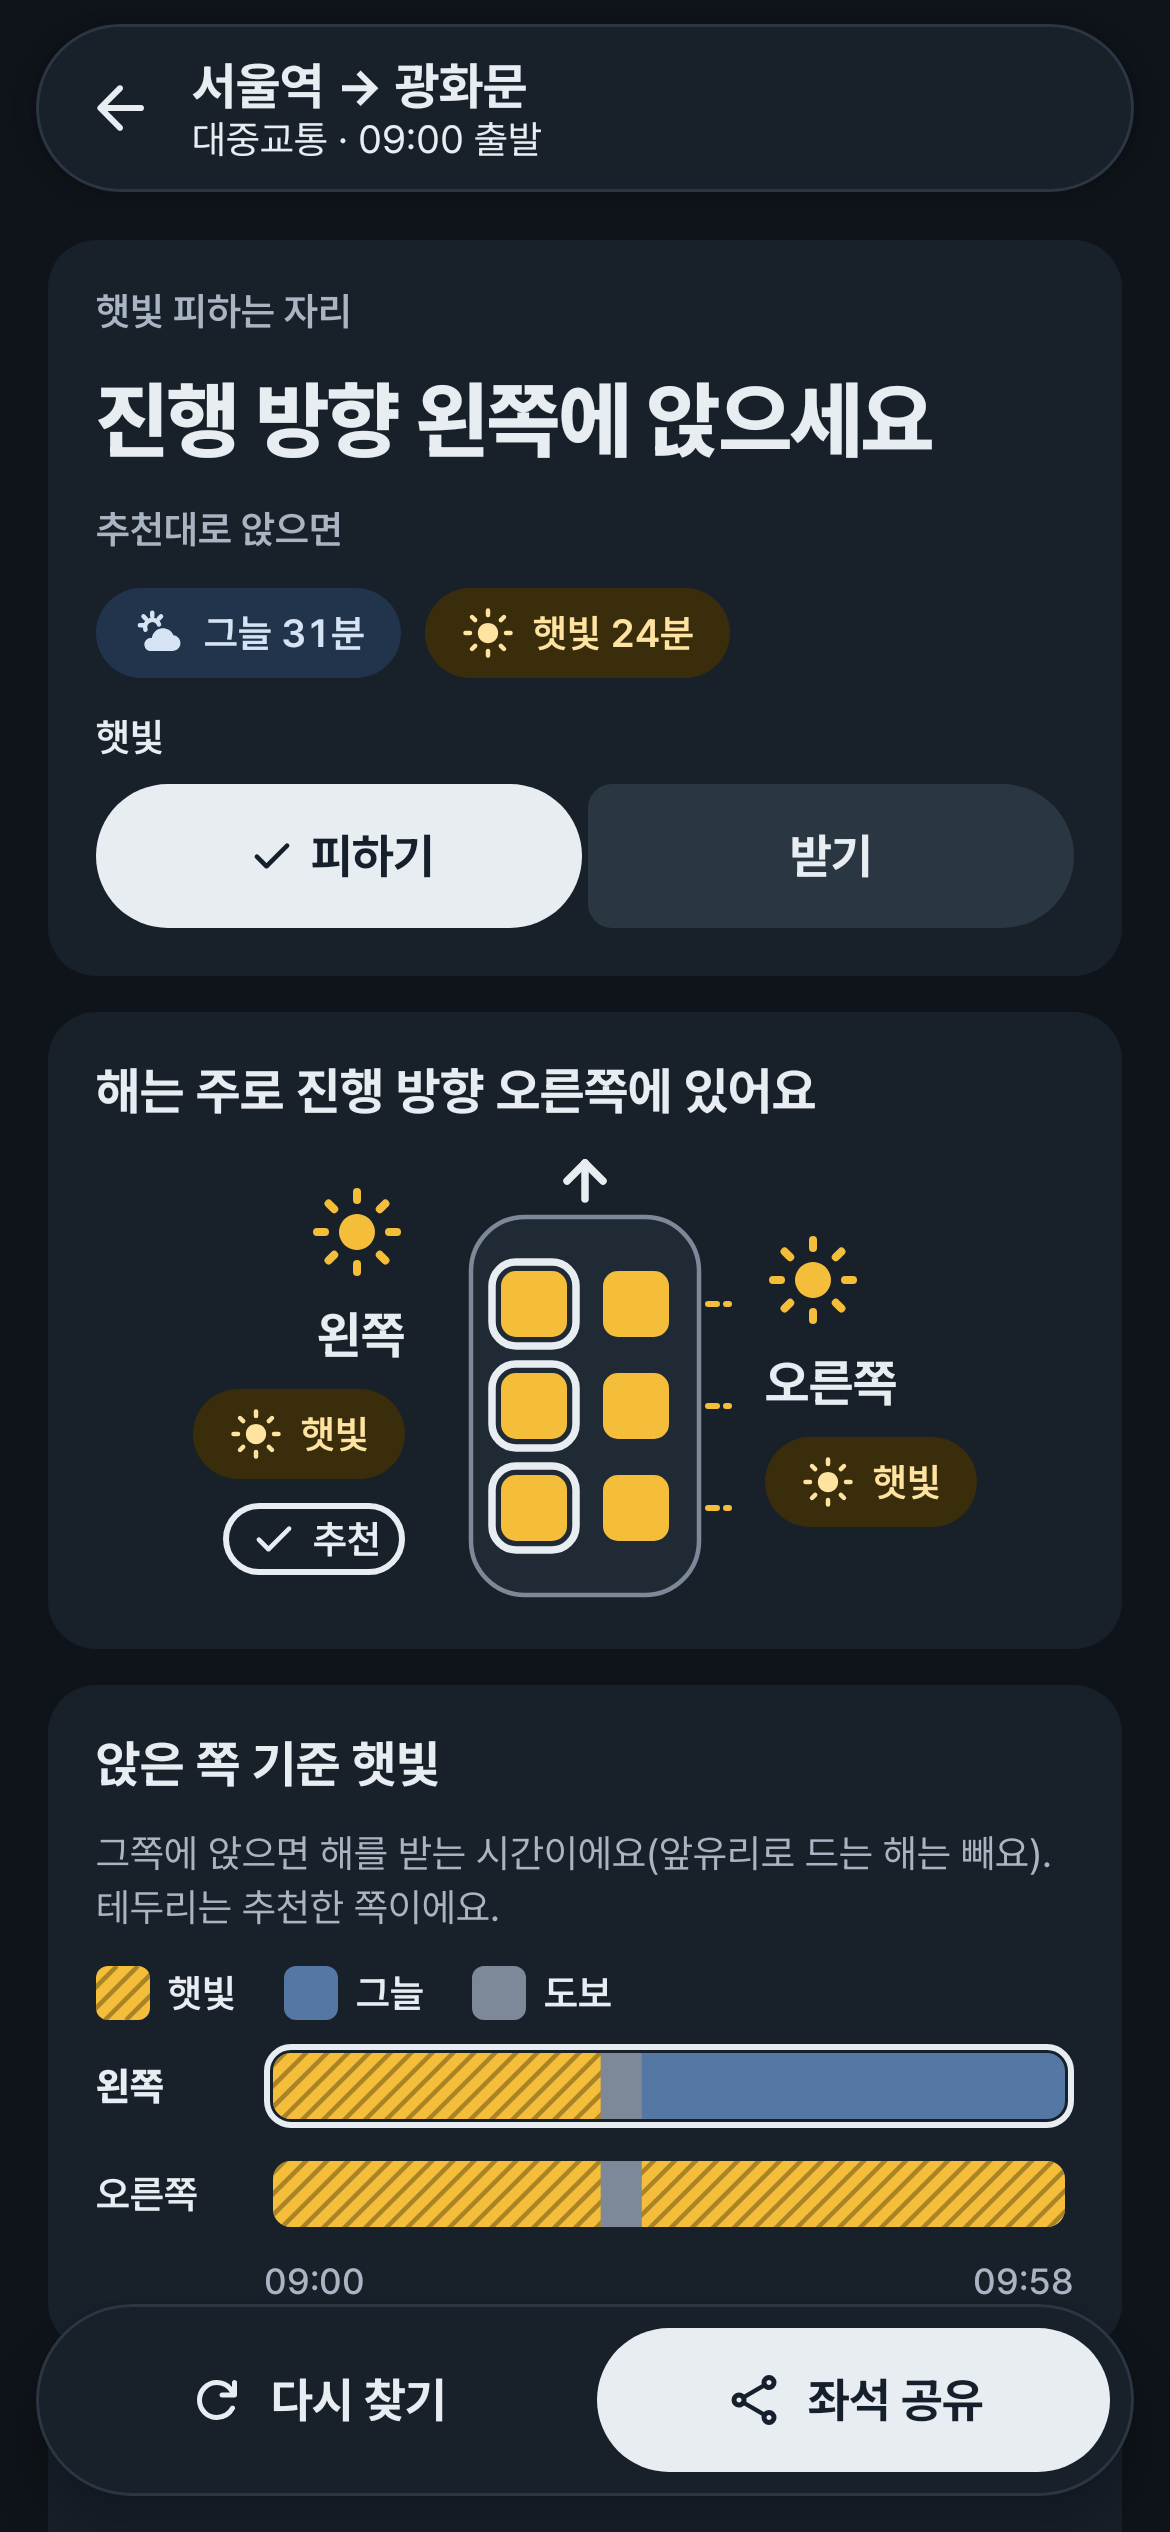 서울역 → 광화문
대중교통 · 09:00 출발
햇빛 피하는 자리
진행 방향 왼쪽에 앉으세요
추천대로 앉으면
그늘 31분
햇빛 24분
햇빛
피하기
받기
해는 주로 진행 방향 오른쪽에 있어요
왼쪽
햇빛
추천
오른쪽
햇빛
앉은 쪽 기준 햇빛
그쪽에 앉으면 해를 받는 시간이에요(앞유리로 드는 해는 빼요).
테두리는 추천한 쪽이에요.
햇빛
그늘
도보
왼쪽
오른쪽
09:00
09:58
다시 찾기
좌석 공유